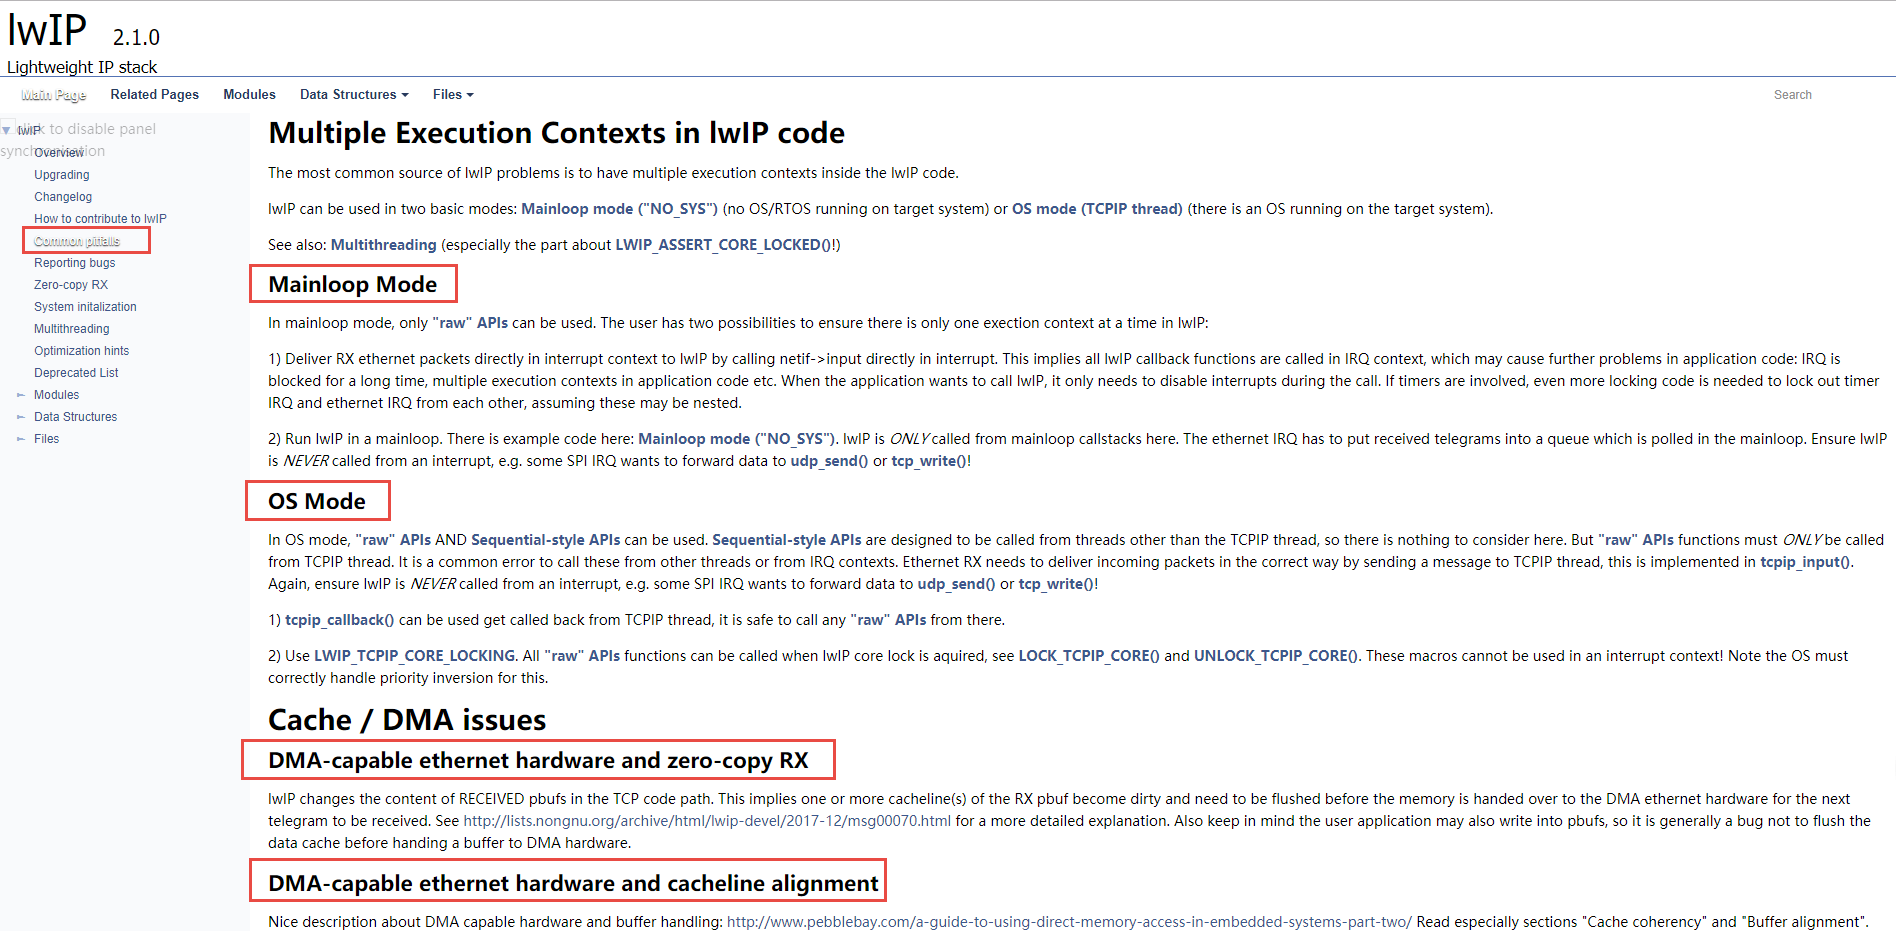 lwIP 2.1.0
Lightweight IP stack
Main Page Related Pages Modules Data Structures Files Search
lwIP
click to disable panel
synchronisation
Overview
Upgrading
Changelog
How to contribute to lwIP
Common pitfalls
Reporting bugs
Zero-copy RX
System initalization
Multithreading
Optimization hints
Deprecated List
Modules
Data Structures
Files
Multiple Execution Contexts in lwIP code
The most common source of lwIP problems is to have multiple execution contexts inside the lwIP code.
lwIP can be used in two basic modes: Mainloop mode ("NO_SYS") (no OS/RTOS running on target system) or OS mode (TCPIP thread) (there is an OS running on the target system).
See also: Multithreading (especially the part about LWIP_ASSERT_CORE_LOCKED()!)
Mainloop Mode
In mainloop mode, only "raw" APIs can be used. The user has two possibilities to ensure there is only one exection context at a time in lwIP:
1) Deliver RX ethernet packets directly in interrupt context to lwIP by calling netif->input directly in interrupt. This implies all lwIP callback functions are called in IRQ context, which may cause further problems in application code: IRQ is
blocked for a long time, multiple execution contexts in application code etc. When the application wants to call lwIP, it only needs to disable interrupts during the call. If timers are involved, even more locking code is needed to lock out timer
IRQ and ethernet IRQ from each other, assuming these may be nested.
2) Run lwIP in a mainloop. There is example code here: Mainloop mode ("NO_SYS"). lwIP is ONLY called from mainloop callstacks here. The ethernet IRQ has to put received telegrams into a queue which is polled in the mainloop. Ensure lwIP
is NEVER called from an interrupt, e.g. some SPI IRQ wants to forward data to udp_send() or tcp_write()!
OS Mode
In OS mode, "raw" APIs AND Sequential-style APIs can be used. Sequential-style APIs are designed to be called from threads other than the TCPIP thread, so there is nothing to consider here. But "raw" APIs functions must ONLY be called
from TCPIP thread. It is a common error to call these from other threads or from IRQ contexts. Ethernet RX needs to deliver incoming packets in the correct way by sending a message to TCPIP thread, this is implemented in tcpip_input().
Again, ensure lwIP is NEVER called from an interrupt, e.g. some SPI IRQ wants to forward data to udp_send() or tcp_write()!
1) tcpip_callback() can be used get called back from TCPIP thread, it is safe to call any "raw" APIs from there.
2) Use LWIP_TCPIP_CORE_LOCKING. All "raw" APIs functions can be called when lwIP core lock is aquired, see LOCK_TCPIP_CORE() and UNLOCK_TCPIP_CORE(). These macros cannot be used in an interrupt context! Note the OS must
correctly handle priority inversion for this.
Cache / DMA issues
DMA-capable ethernet hardware and zero-copy RX
lwIP changes the content of RECEIVED pbufs in the TCP code path. This implies one or more cacheline(s) of the RX pbuf become dirty and need to be flushed before the memory is handed over to the DMA ethernet hardware for the next
telegram to be received. See http://lists.nongnu.org/archive/html/lwip-devel/2017-12/msg00070.html for a more detailed explanation. Also keep in mind the user application may also write into pbufs, so it is generally a bug not to flush the
data cache before handing a buffer to DMA hardware.
DMA-capable ethernet hardware and cacheline alignment
Nice description about DMA capable hardware and buffer handling: http://www.pebblebay.com/a-guide-to-using-direct-memory-access-in-embedded-systems-part-two/ Read especially sections "Cache coherency" and "Buffer alignment".